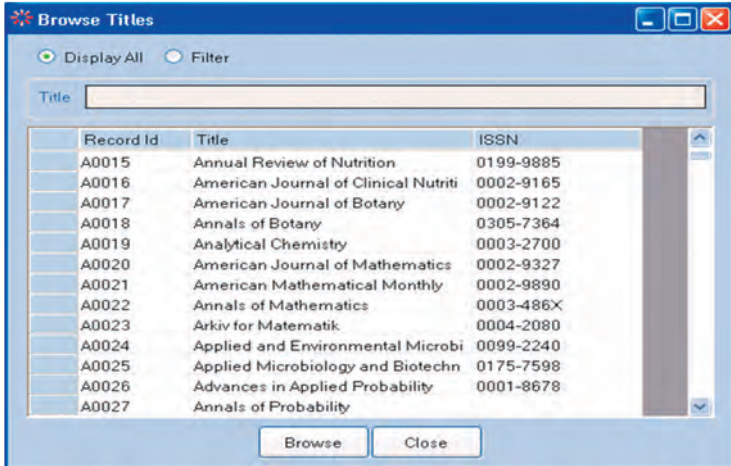 Browse Titles
Display All Filter
Title
Record Id Title ISSN
A0015 Annual Review of Nutrition 0199-9885
A0016 American Journal of Clinical Nutriti 0002-9165
A0017 American Journal of Botany 0002-9122
A0018 Annals of Botany 0305-7364
A0019 Analytical Chemistry 0003-2700
A0020 American Journal of Mathematics 0002-9327
A0021 American Mathematical Monthly 0002-9890
A0022 Annals of Mathematics 0003-486X
A0023 Arkiv for Matematik 0004-2080
A0024 Applied and Environmental Microbi 0099-2240
A0025 Applied Microbiology and Biotechn 0175-7598
A0026 Advances in Applied Probability 0001-8678
A0027 Annals of Probability
Browse Close